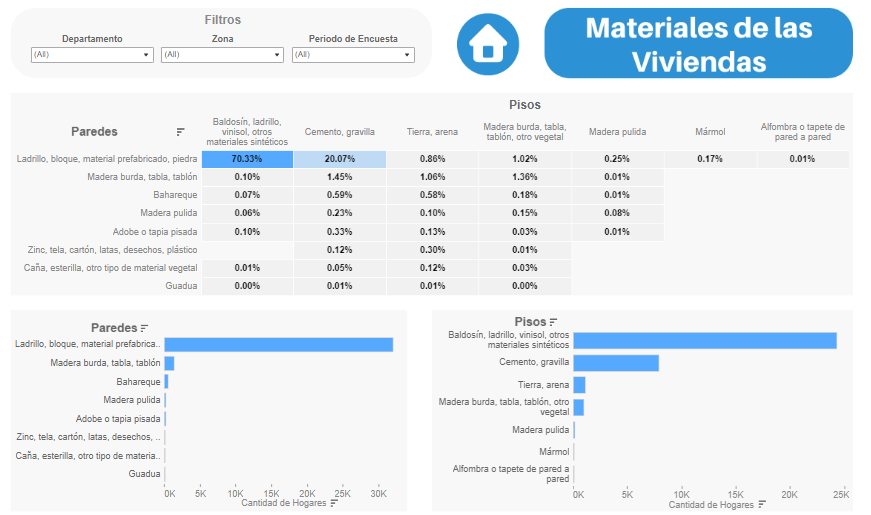 Filtros
Departamento
Zona
Periodo de Encuesta
(All)
(All)
(All)
Materiales de las
Viviendas
Pisos
Paredes
Baldosín, ladrillo,
vinisol, otros
materiales sintéticos
Cemento, gravilla
Tierra, arena
Madera burda, tabla,
tablón, otro vegetal
Madera pulida
Mármol
Alfombra o tapete de
pared a pared
Ladrillo, bloque, material prefabricado, piedra 70.33% 20.07% 0.86% 1.02% 0.25% 0.17% 0.01%
Madera burda, tabla, tablón 0.10% 1.45% 1.06% 1.36% 0.01%
Bahareque 0.07% 0.59% 0.58% 0.18% 0.01%
Madera pulida 0.06% 0.23% 0.10% 0.15% 0.08%
Adobe o tapia pisada 0.10% 0.33% 0.13% 0.03% 0.01%
Zinc, tela, cartón, latas, desechos, plástico 0.12% 0.30% 0.01%
Caña, esterilla, otro tipo de material vegetal 0.01% 0.05% 0.12% 0.03%
Guadua 0.00% 0.01% 0.01% 0.00%
Paredes
Ladrillo, bloque, material prefabrica..
Madera burda, tabla, tablón
Bahareque
Madera pulida
Adobe o tapia pisada
Zinc, tela, cartón, latas, desechos, ..
Caña, esterilla, otro tipo de materia..
Guadua
0K 5K 10K 15K 20K 25K 30K
Cantidad de Hogares
Pisos
Baldosín, ladrillo, vinisol, otros
materiales sintéticos
Cemento, gravilla
Tierra, arena
Madera burda, tabla, tablón, otro
vegetal
Madera pulida
Mármol
Alfombra o tapete de pared a
pared
0K 5K 10K 15K 20K 25K
Cantidad de Hogares